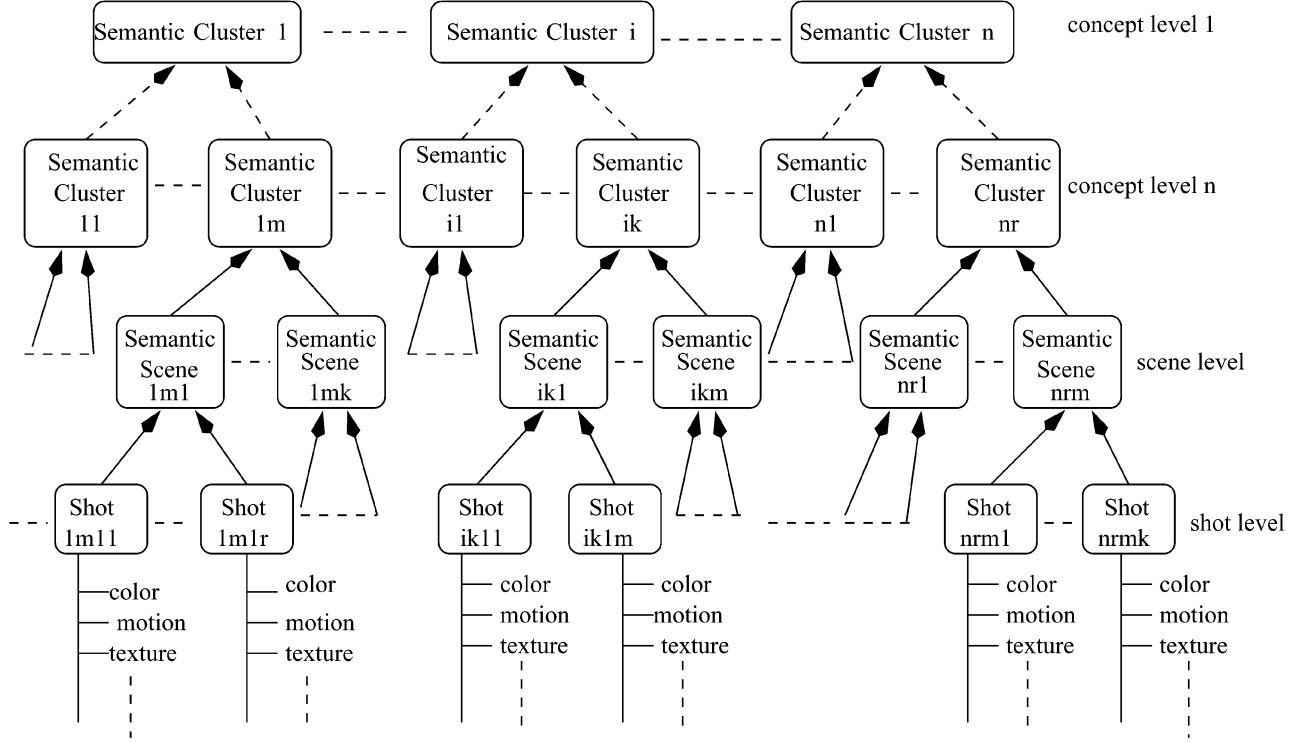 Semantic Cluster 1
Semantic Cluster i
Semantic Cluster n
concept level 1
Semantic
Cluster
11
Semantic
Cluster
1m
Semantic
Cluster
i1
Semantic
Cluster
ik
Semantic
Cluster
n1
Semantic
Cluster
nr
concept level n
Semantic
Scene
1m1
Semantic
Scene
1mk
Semantic
Scene
ik1
Semantic
Scene
ikm
Semantic
Scene
nr1
Semantic
Scene
nrm
scene level
Shot
1m11
Shot
1m1r
Shot
ik11
Shot
ik1m
Shot
nrm1
Shot
nrmk
shot level
color
motion
texture
color
motion
texture
color
motion
texture
color
motion
texture
color
motion
texture
color
motion
texture